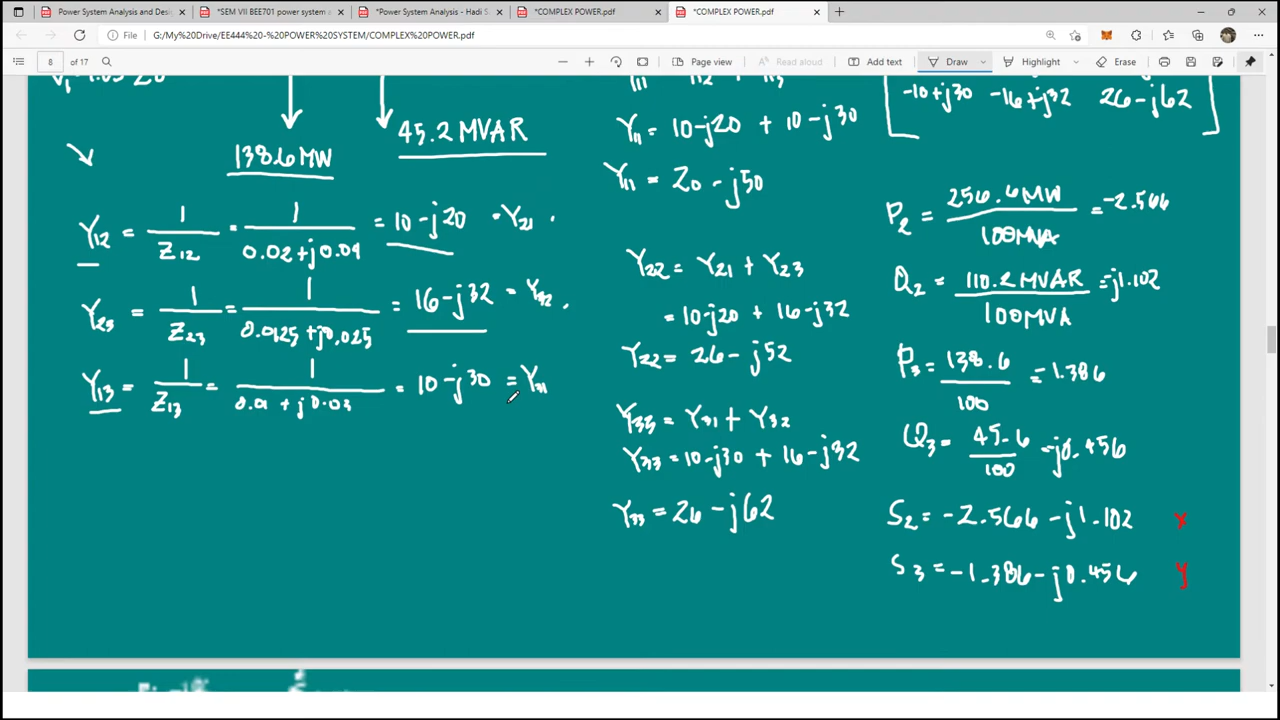 Power System Analysis and Desig
*SEM VII BEE701 power system a
*Power System Analysis - Hadi S
*COMPLEX POWER.pdf
*COMPLEX POWER.pdf
File
G:/My%20Drive/EE444%20-%20POWER%20SYSTEM/COMPLEX%20POWER.pdf
8
of 17
Page view
Read aloud
Add text
Draw
Highlight
Erase
138.6 MW
45.2 MVAR
Y12 = 1/Z12 = 1/(0.02+j0.04) = 10-j20 = Y21
Y23 = 1/Z23 = 1/(0.0125+j0.025) = 16-j32 = Y32
Y13 = 1/Z13 = 1/(0.01+j0.03) = 10-j30 = Y31
Y11 = 10-j20 + 10-j30
Y11 = 20-j50
Y22 = Y21 + Y23
= 10-j20 + 16-j32
Y22 = 26-j52
Y33 = Y31 + Y32
Y33 = 10-j30 + 16-j32
Y33 = 26-j62
-10+j30 -16+j32 26-j62
P2 = 256.6 MW/100MVA = -2.566
Q2 = 110.2 MVAR/100MVA = -j1.102
P3 = 138.6/100 = -1.386
Q3 = 45.6/100 = -j0.456
S2 = -2.566-j1.102 x
S3 = -1.386-j0.456 y